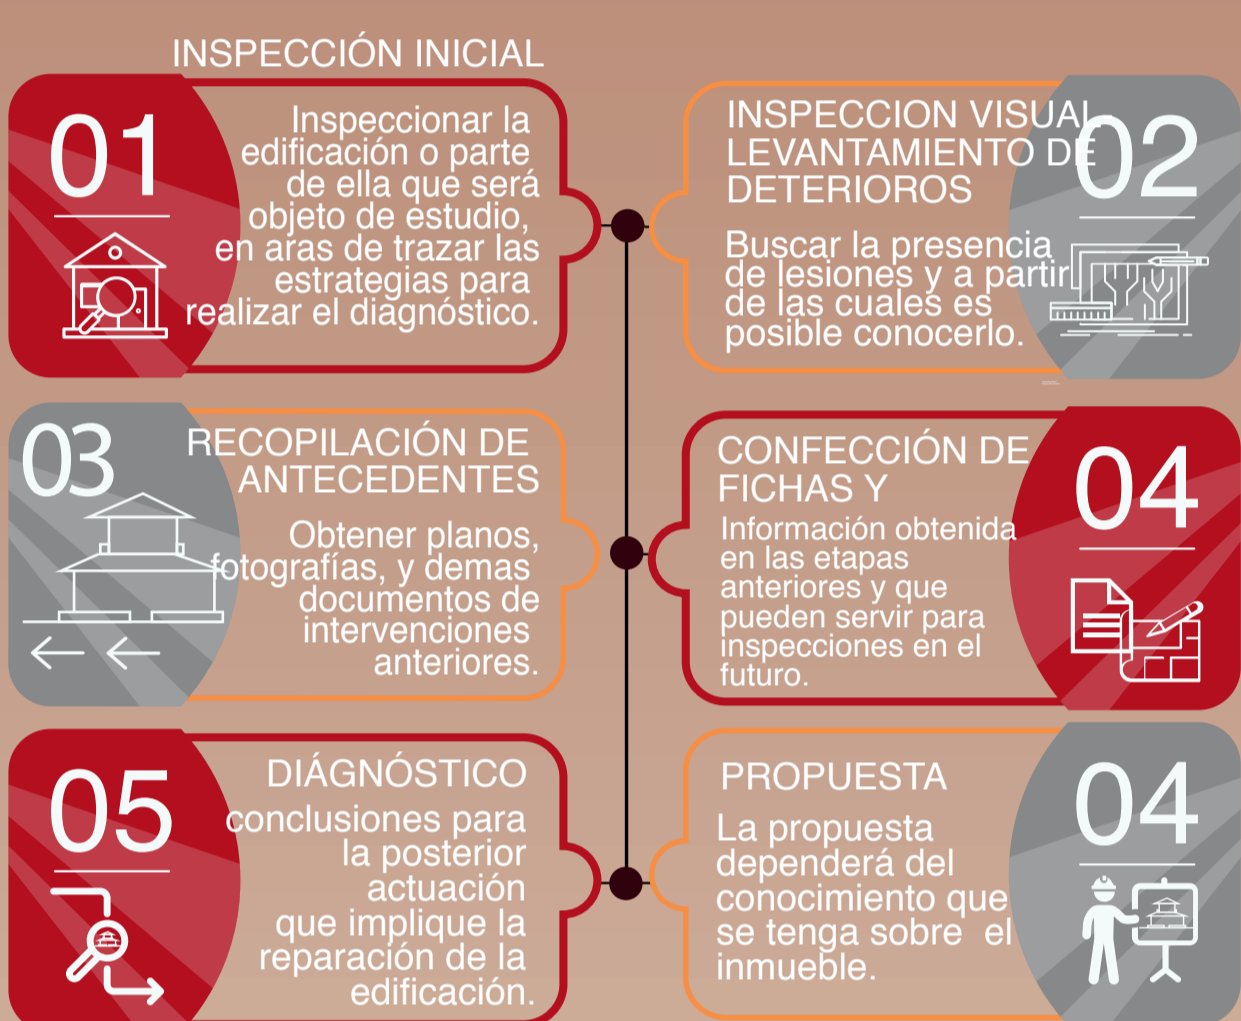 INSPECCIÓN INICIAL
01
Inspeccionar la
edificación o parte
de ella que será
objeto de estudio,
en aras de trazar las
estrategias para
realizar el diagnóstico.
INSPECCION VISUAL
LEVANTAMIENTO DE
DETERIOROS
02
Buscar la presencia
de lesiones y a partir
de las cuales es
posible conocerlo.
03
RECOPILACIÓN DE
ANTECEDENTES
Obtener planos,
fotografías, y demas
documentos de
intervenciones
anteriores.
CONFECCIÓN DE
FICHAS Y
04
Información obtenida
en las etapas
anteriores y que
pueden servir para
inspecciones en el
futuro.
05
DIÁGNÓSTICO
conclusiones para
la posterior
actuación
que implique la
reparación de la
edificación.
PROPUESTA
04
La propuesta
dependerá del
conocimiento que
se tenga sobre el
inmueble.